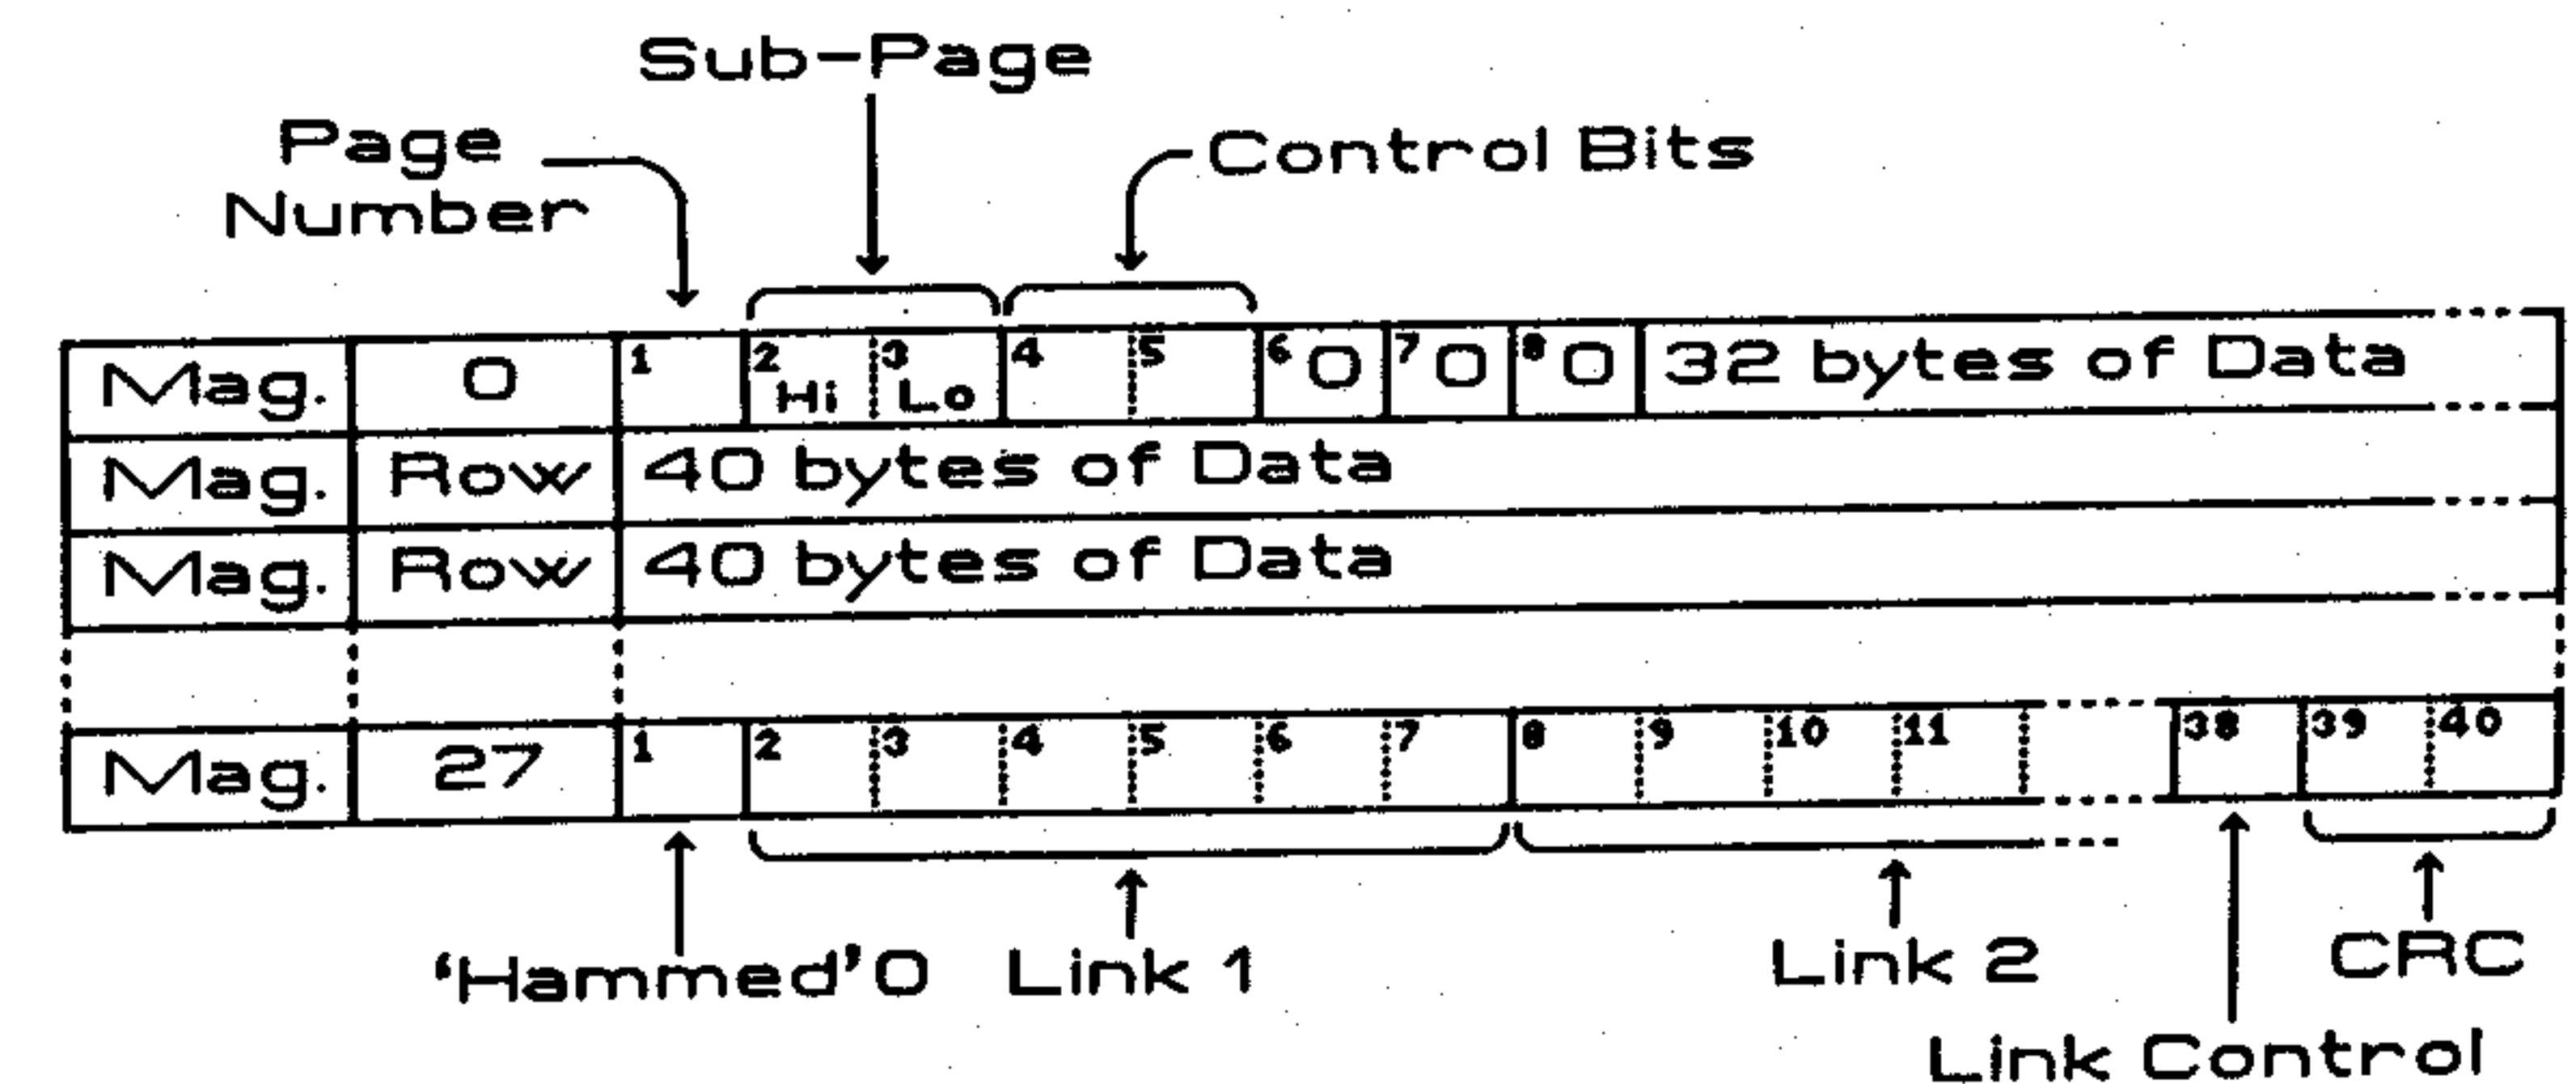 Sub-Page
Page
Number
Control Bits
Mag. 0 1 2 Hi 3 Lo 4 5 6 0 7 0 8 0 32 bytes of Data
Mag. Row 40 bytes of Data
Mag. Row 40 bytes of Data
Mag. 27 1 2 3 4 5 6 7 8 9 10 11 38 39 40
'Hammed'0 Link 1 Link 2 CRC
Link Control